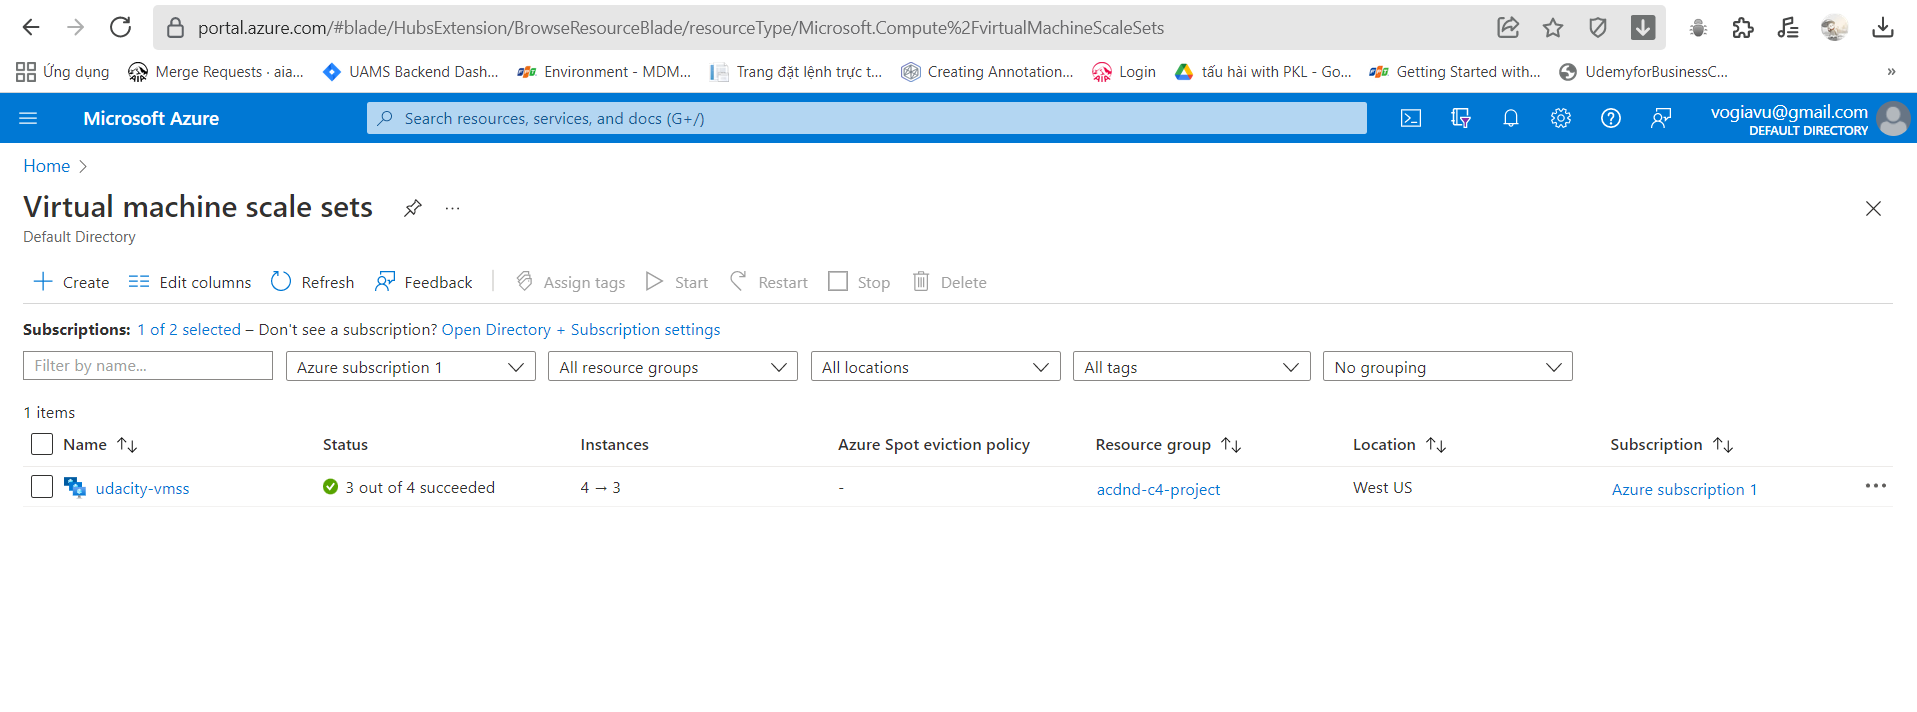 portal.azure.com/#blade/HubsExtension/BrowseResourceBlade/resourceType/Microsoft.Compute%2FvirtualMachineScaleSets
Ứng dụng Merge Requests · aia... UAMS Backend Dash... Environment - MDM... Trang đặt lệnh trực t... Creating Annotation... Login tấu hài with PKL - Go... Getting Started with... UdemyforBusinessC... »
Microsoft Azure Search resources, services, and docs (G+/) vogiavu@gmail.com
DEFAULT DIRECTORY
Home
Virtual machine scale sets ...
Default Directory
Create Edit columns Refresh Feedback Assign tags Start Restart Stop Delete
Subscriptions: 1 of 2 selected – Don't see a subscription? Open Directory + Subscription settings
Filter by name... Azure subscription 1 All resource groups All locations All tags No grouping
1 items
Name Status Instances Azure Spot eviction policy Resource group Location Subscription
udacity-vmss 3 out of 4 succeeded 4 → 3 - acdnd-c4-project West US Azure subscription 1 ...